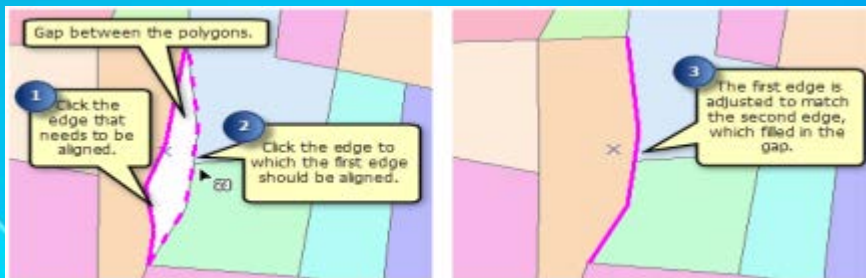 Gap between the polygons.
1
Click the
edge that
needs to be
aligned.
2
Click the edge to
which the first edge
should be aligned.
3
The first edge is
adjusted to match
the second edge,
which filled in the
gap.